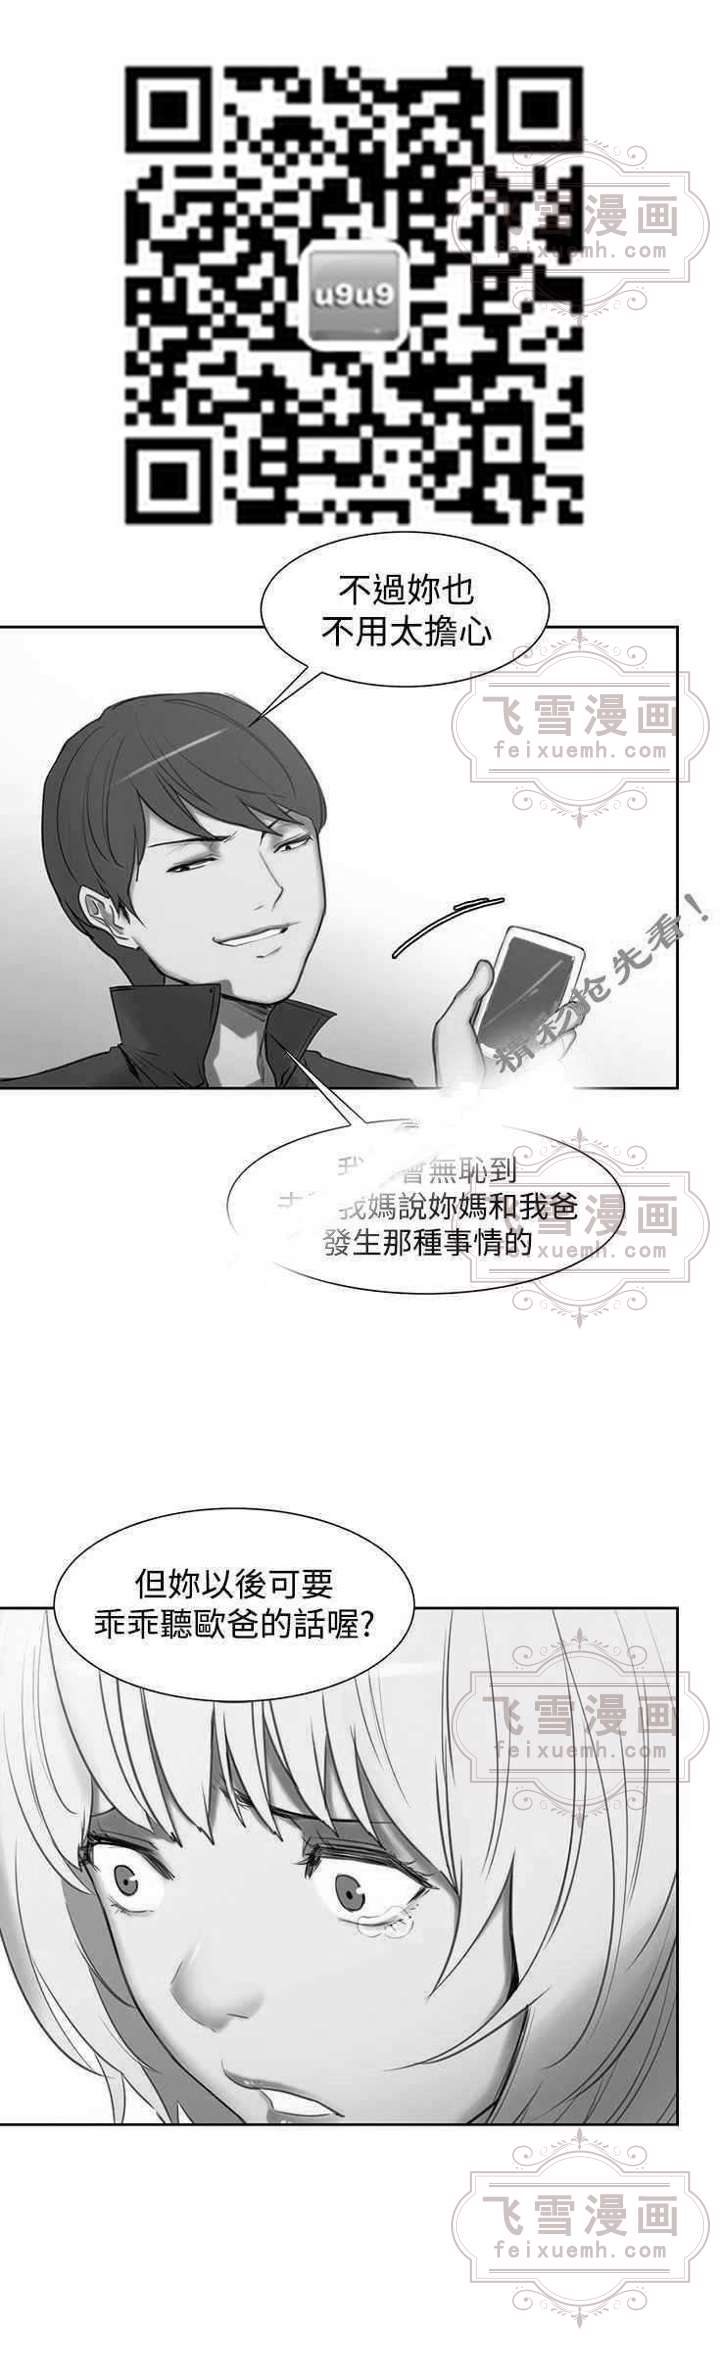 u9u9
飞雪漫画
feixuemh.com
不過妳也
不用太擔心
飞雪漫画
feixuemh.com
精彩抢先看!
我會無恥到
我媽說妳媽和我爸
發生那種事情的
飞雪漫画
feixuemh.com
但妳以後可要
乖乖聽歐爸的話喔?
飞雪漫画
feixuemh.com
飞雪漫画
feixuemh.com